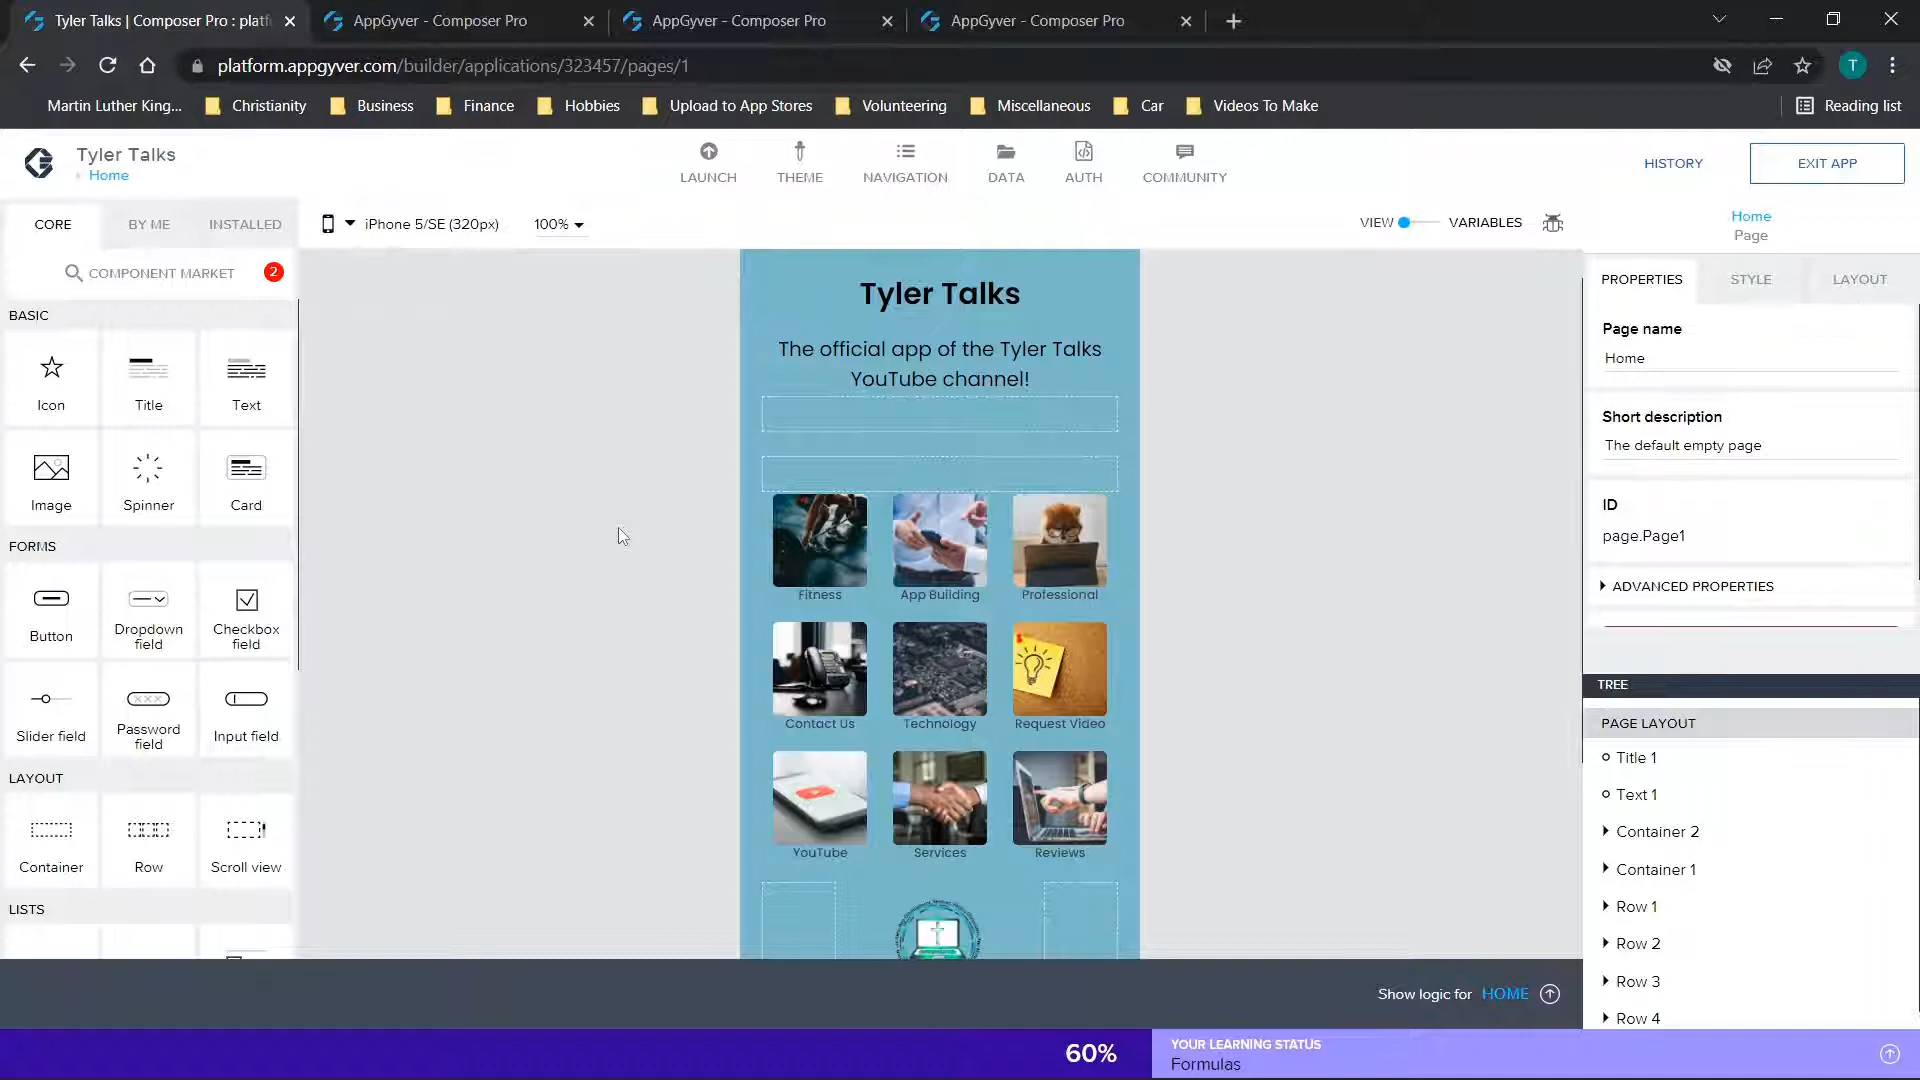 Tyler Talks | Composer Pro : platf
AppGyver - Composer Pro
AppGyver - Composer Pro
AppGyver - Composer Pro
platform.appgyver.com/builder/applications/323457/pages/1
T
Martin Luther King...
Christianity
Business
Finance
Hobbies
Upload to App Stores
Volunteering
Miscellaneous
Car
Videos To Make
Reading list
Tyler Talks
Home
LAUNCH
THEME
NAVIGATION
DATA
AUTH
COMMUNITY
HISTORY
EXIT APP
CORE
BY ME
INSTALLED
iPhone 5/SE (320px)
100%
VIEW
VARIABLES
Home
Page
COMPONENT MARKET
2
BASIC
Icon
Title
Text
Image
Spinner
Card
FORMS
Button
Dropdown
field
Checkbox
field
Slider field
Password
field
Input field
LAYOUT
Container
Row
Scroll view
LISTS
Tyler Talks
The official app of the Tyler Talks
YouTube channel!
Fitness
App Building
Professional
Contact Us
Technology
Request Video
YouTube
Services
Reviews
PROPERTIES
STYLE
LAYOUT
Page name
Home
Short description
The default empty page
ID
page.Page1
ADVANCED PROPERTIES
TREE
PAGE LAYOUT
Title 1
Text 1
Container 2
Container 1
Row 1
Row 2
Row 3
Row 4
Show logic for HOME
60%
YOUR LEARNING STATUS
Formulas